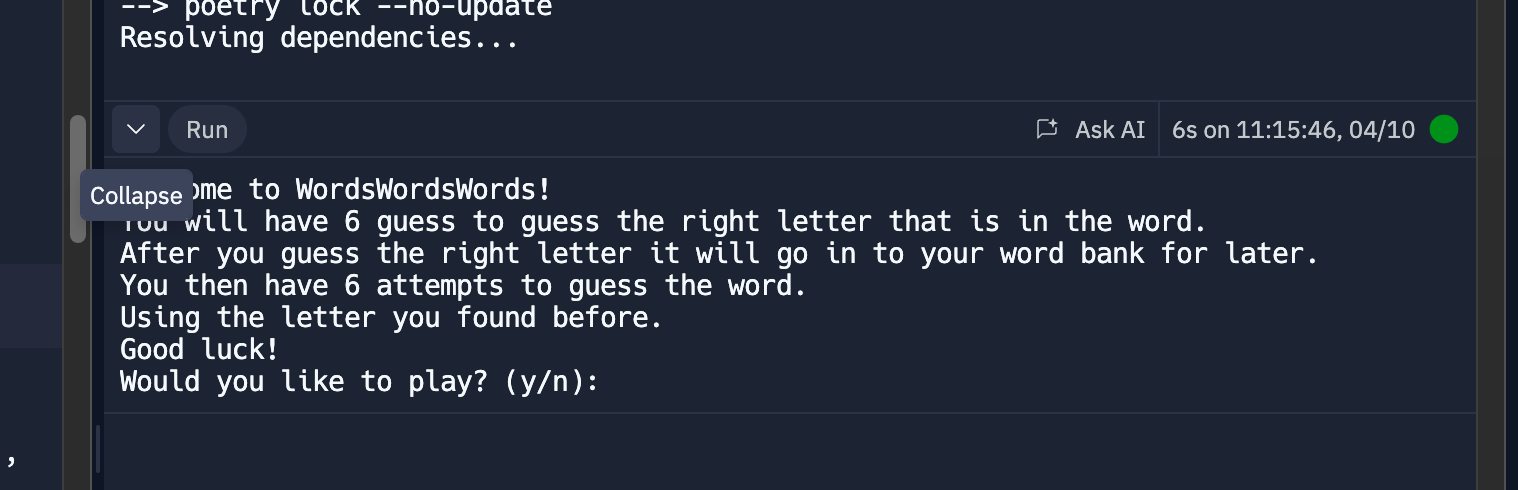 --> poetry lock --no-update
Resolving dependencies...
Run
Ask AI
6s on 11:15:46, 04/10
Collapse
ome to WordsWordsWords!
You will have 6 guess to guess the right letter that is in the word.
After you guess the right letter it will go in to your word bank for later.
You then have 6 attempts to guess the word.
Using the letter you found before.
Good luck!
Would you like to play? (y/n):
,